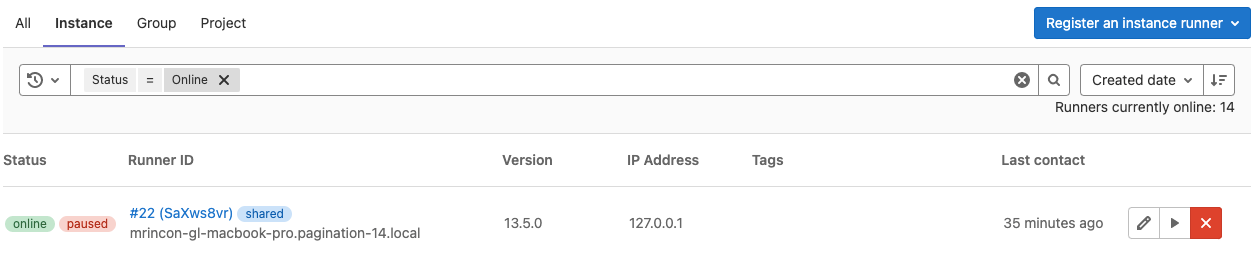 All Instance Group Project Register an instance runner
Status = Online
Created date
Runners currently online: 14
Status Runner ID Version IP Address Tags Last contact
online paused #22 (SaXws8vr) shared 13.5.0 127.0.0.1 35 minutes ago
mrincon-gl-macbook-pro.pagination-14.local